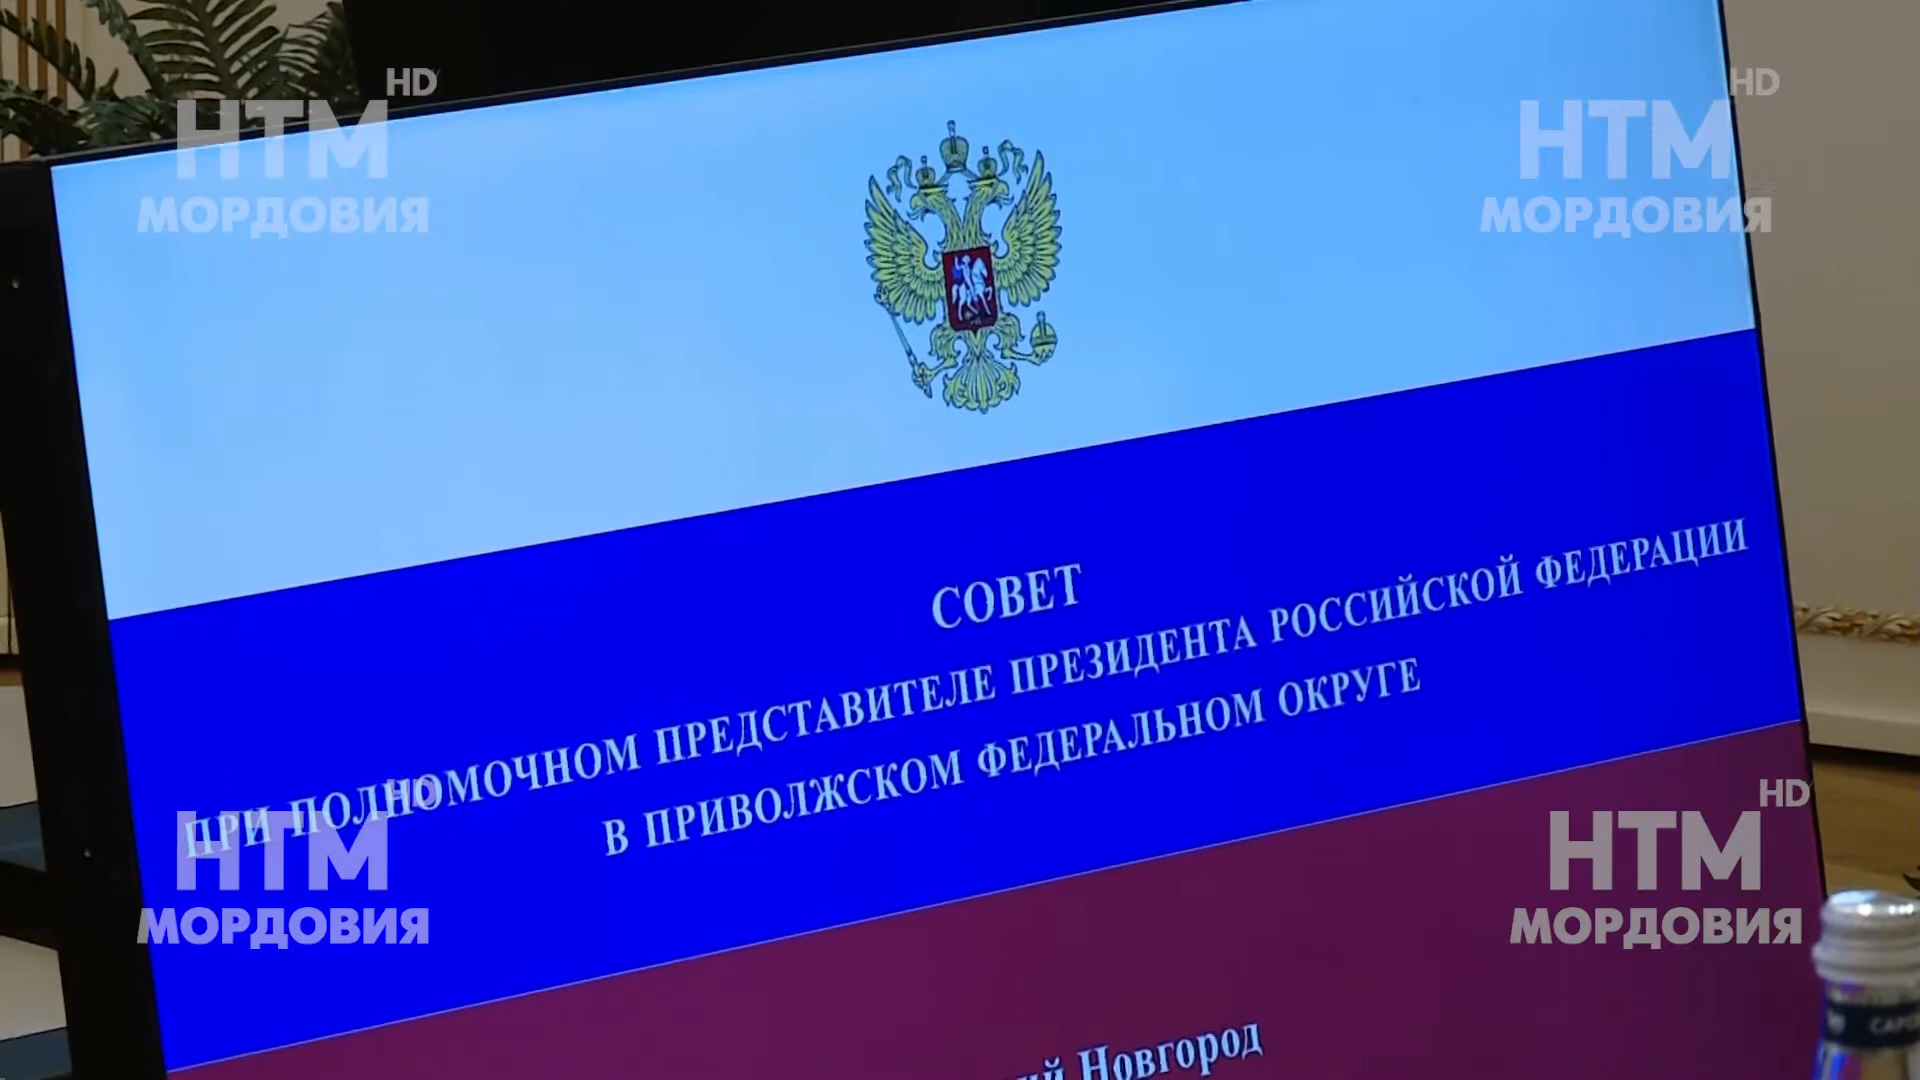 HD
НТМ
МОРДОВИЯ
HD
НТМ
МОРДОВИЯ
СОВЕТ
ПРИ ПОЛНОМОЧНОМ ПРЕДСТАВИТЕЛЕ ПРЕЗИДЕНТА РОССИЙСКОЙ ФЕДЕРАЦИИ
В ПРИВОЛЖСКОМ ФЕДЕРАЛЬНОМ ОКРУГЕ
HD
НТМ
МОРДОВИЯ
HD
НТМ
МОРДОВИЯ
Новгород